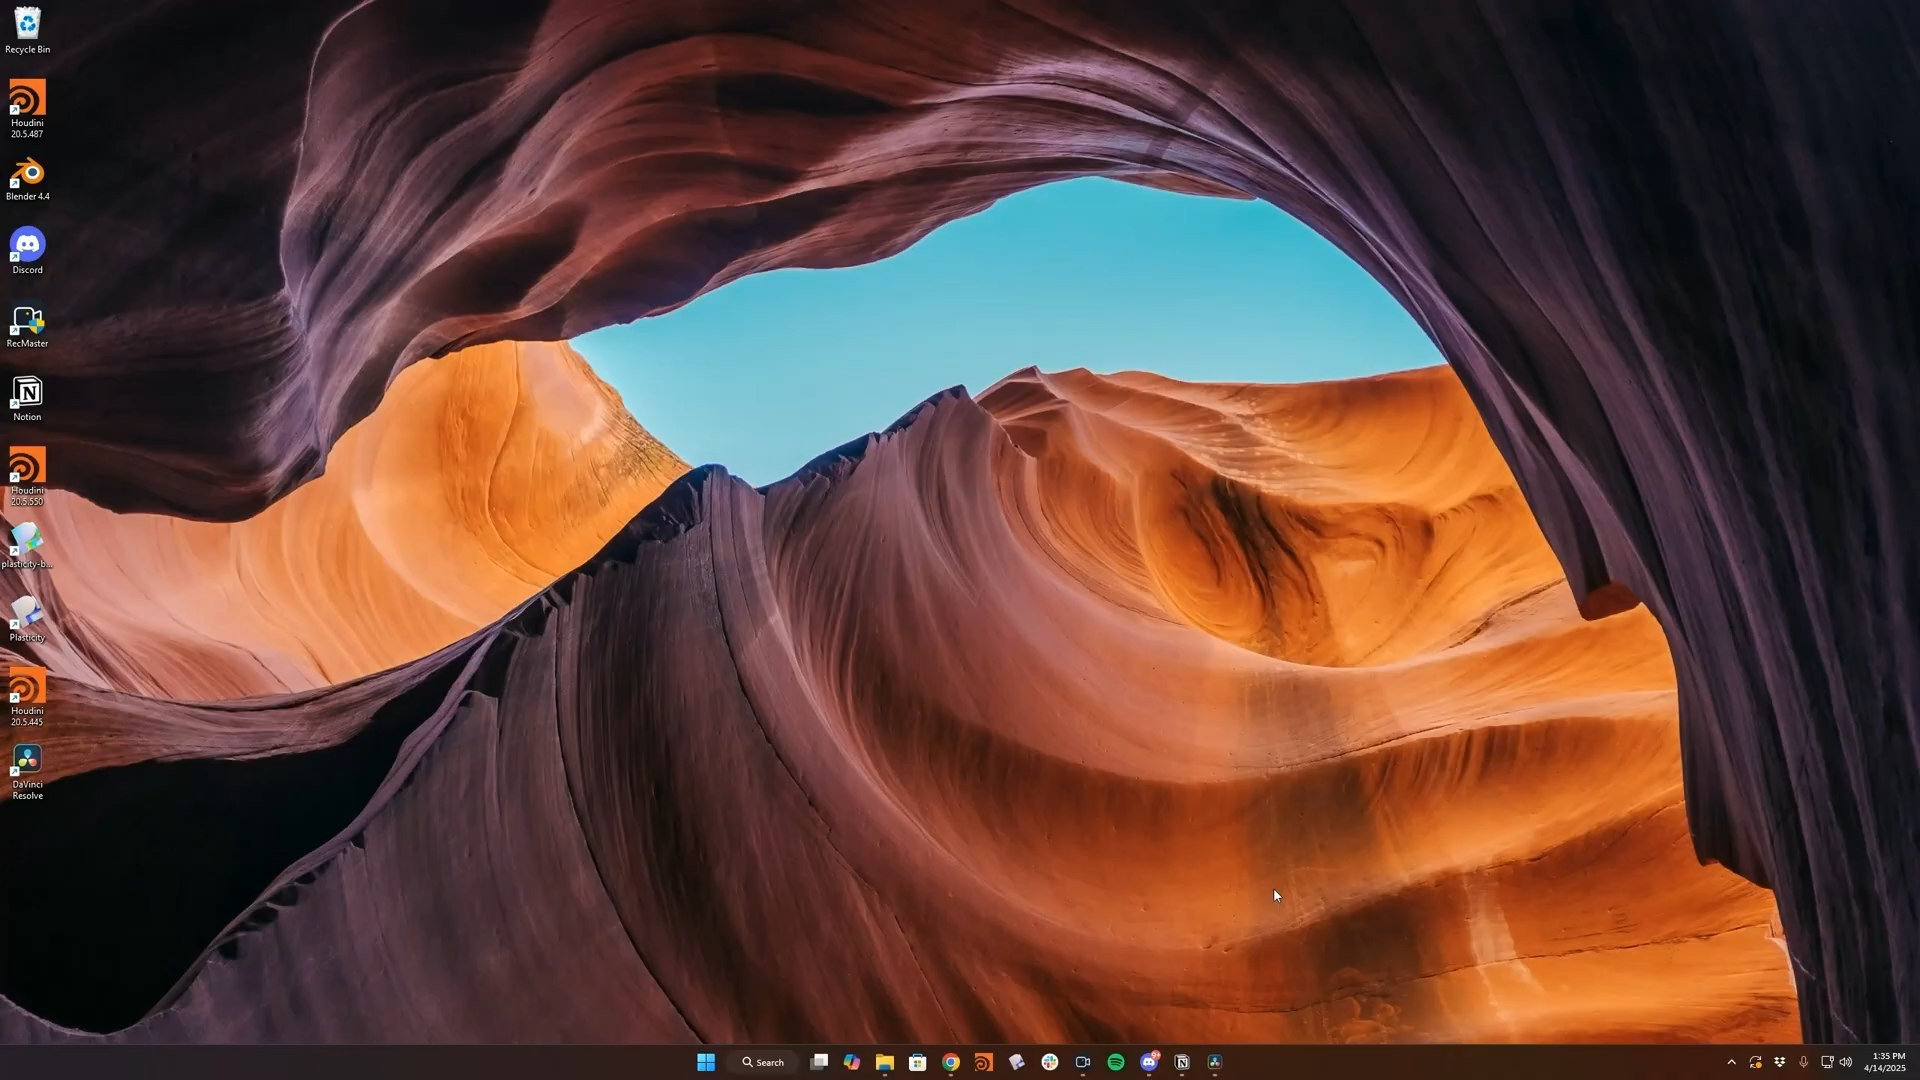 Recycle Bin
Houdini
20.5.487
Blender 4.4
Discord
RecMaster
Notion
Houdini
20.5.550
plasticity-b...
Plasticity
Houdini
20.5.445
DaVinci
Resolve
Search
9+
1:35 PM
4/14/2025